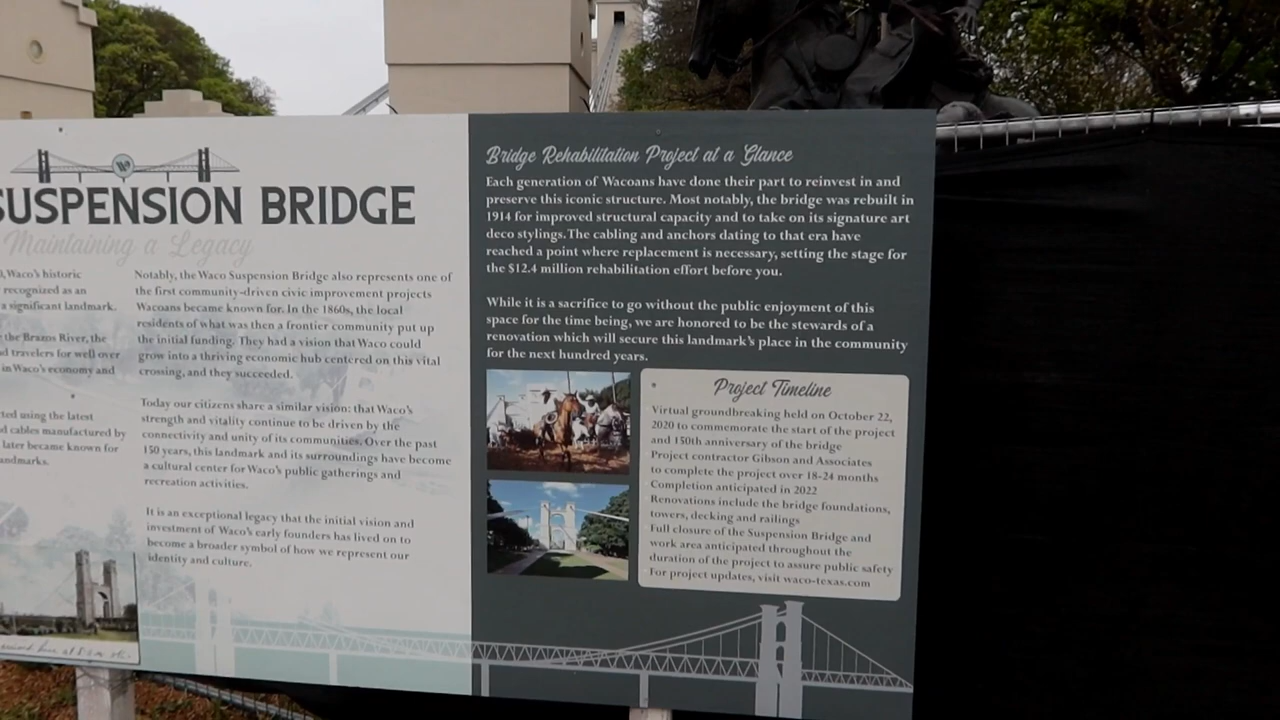 SUSPENSION BRIDGE
Maintaining a Legacy
Waco's historic
recognized as an
a significant landmark.
the Brazos River, the
travelers for well over
in Waco's economy and
using the latest
cables manufactured by
later became known for
Notably, the Waco Suspension Bridge also represents one of
the first community-driven civic improvement projects
Wacoans became known for. In the 1860s, the local
residents of what was then a frontier community put up
the initial funding. They had a vision that Waco could
grow into a thriving economic hub centered on this vital
crossing, and they succeeded.
Today our citizens share a similar vision: that Waco's
strength and vitality continue to be driven by the
connectivity and unity of its communities. Over the past
150 years, this landmark and its surroundings have become
a cultural center for Waco's public gatherings and
recreation activities.
It is an exceptional legacy that the initial vision and
investment of Waco's early founders has lived on to
become a broader symbol of how we represent our
identity and culture.
Bridge Rehabilitation Project at a Glance
Each generation of Wacoans have done their part to reinvest in and
preserve this iconic structure. Most notably, the bridge was rebuilt in
1914 for improved structural capacity and to take on its signature art
deco stylings. The cabling and anchors dating to that era have
reached a point where replacement is necessary, setting the stage for
the $12.4 million rehabilitation effort before you.
While it is a sacrifice to go without the public enjoyment of this
space for the time being, we are honored to be the stewards of a
renovation which will secure this landmark's place in the community
for the next hundred years.
Project Timeline
Virtual groundbreaking held on October 22,
2020 to commemorate the start of the project
and 150th anniversary of the bridge
Project contractor Gibson and Associates
to complete the project over 18-24 months
Completion anticipated in 2022
Renovations include the bridge foundations,
towers, decking and railings
Full closure of the Suspension Bridge and
work area anticipated throughout the
duration of the project to assure public safety
For project updates, visit waco-texas.com